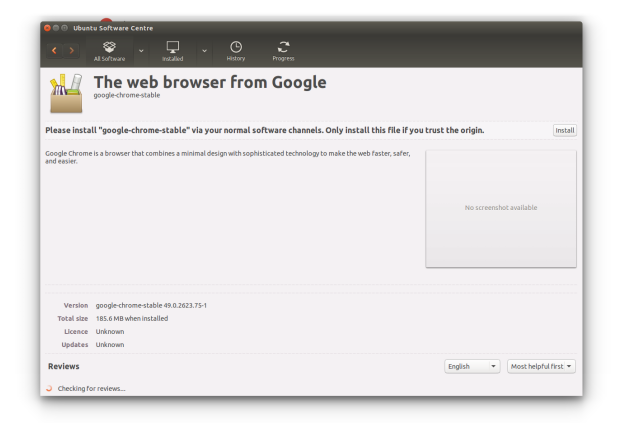 Ubuntu Software Centre
All Software
Installed
History
Progress
The web browser from Google
google-chrome-stable
Please install "google-chrome-stable" via your normal software channels. Only install this file if you trust the origin.
Install
Google Chrome is a browser that combines a minimal design with sophisticated technology to make the web faster, safer,
and easier.
No screenshot available
Version google-chrome-stable 49.0.2623.75-1
Total size 185.6 MB when installed
Licence Unknown
Updates Unknown
Reviews
English
Most helpful first
Checking for reviews...